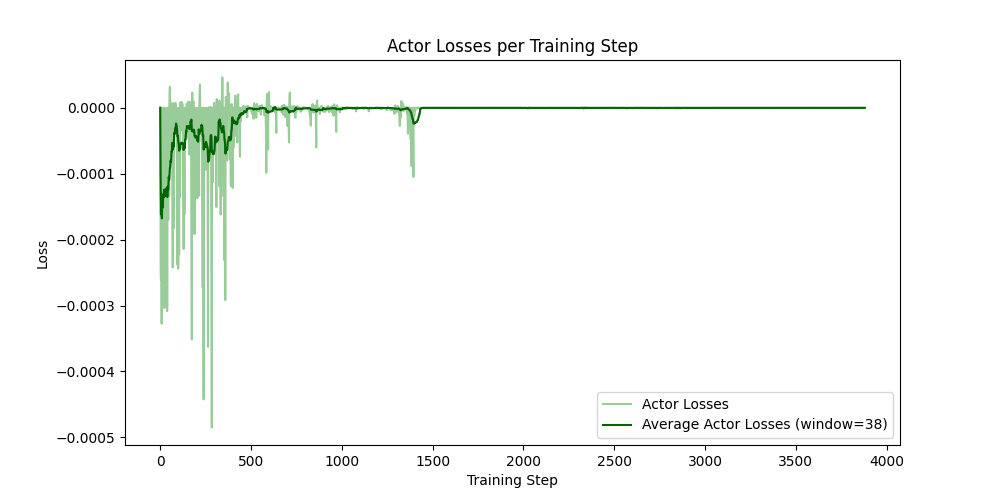 Actor Losses per Training Step
Loss
0.0000
−0.0001
−0.0002
−0.0003
−0.0004
−0.0005
0 500 1000 1500 2000 2500 3000 3500 4000
Training Step
Actor Losses
Average Actor Losses (window=38)